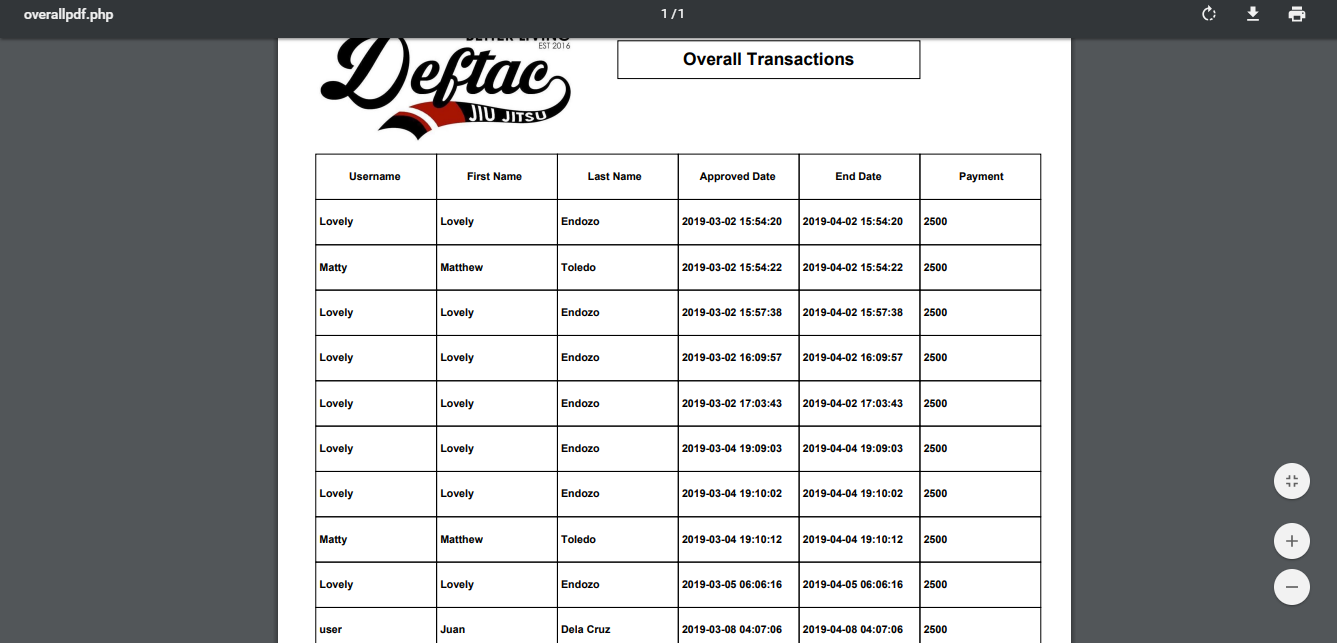 overallpdf.php
1 / 1
BETTER LIVING
EST 2016
Deftac
JIU JITSU
Overall Transactions
Username First Name Last Name Approved Date End Date Payment
Lovely Lovely Endozo 2019-03-02 15:54:20 2019-04-02 15:54:20 2500
Matty Matthew Toledo 2019-03-02 15:54:22 2019-04-02 15:54:22 2500
Lovely Lovely Endozo 2019-03-02 15:57:38 2019-04-02 15:57:38 2500
Lovely Lovely Endozo 2019-03-02 16:09:57 2019-04-02 16:09:57 2500
Lovely Lovely Endozo 2019-03-02 17:03:43 2019-04-02 17:03:43 2500
Lovely Lovely Endozo 2019-03-04 19:09:03 2019-04-04 19:09:03 2500
Lovely Lovely Endozo 2019-03-04 19:10:02 2019-04-04 19:10:02 2500
Matty Matthew Toledo 2019-03-04 19:10:12 2019-04-04 19:10:12 2500
Lovely Lovely Endozo 2019-03-05 06:06:16 2019-04-05 06:06:16 2500
user Juan Dela Cruz 2019-03-08 04:07:06 2019-04-08 04:07:06 2500